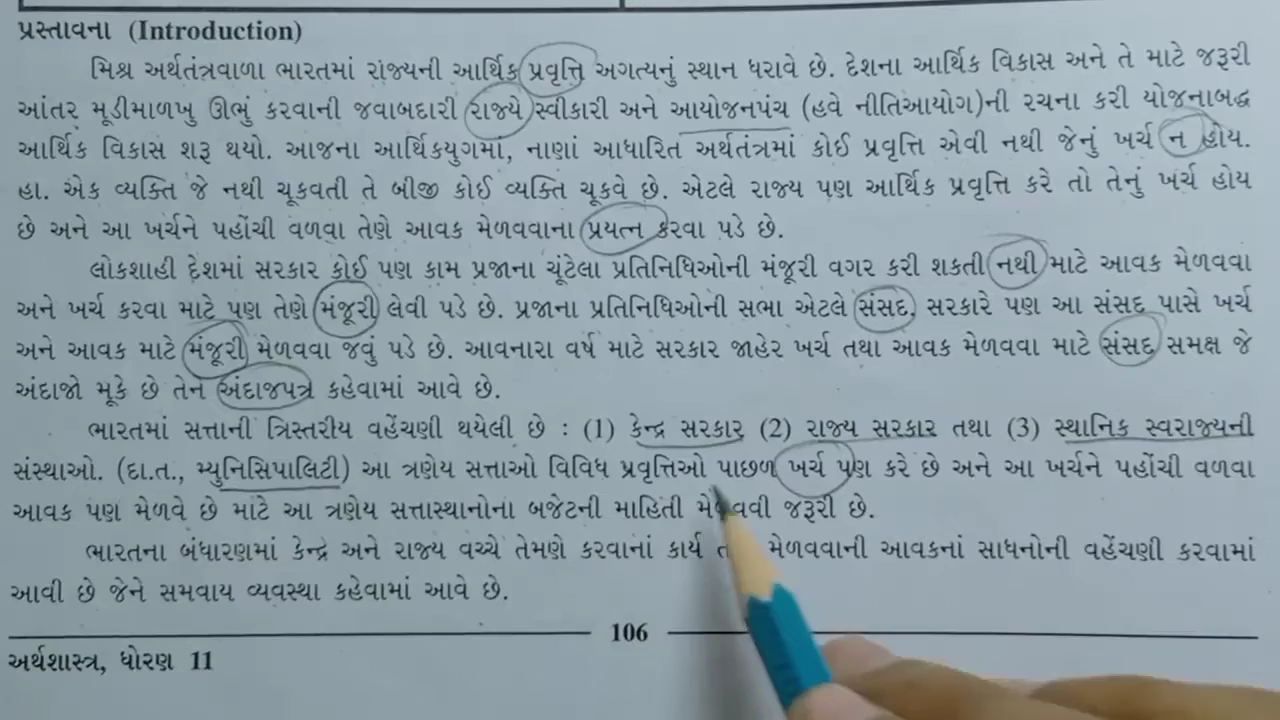 પ્રસ્તાવના (Introduction)
મિશ્ર અર્થતંત્રવાળા ભારતમાં રાજ્યની આર્થિક પ્રવૃત્તિ અગત્યનું સ્થાન ધરાવે છે. દેશના આર્થિક વિકાસ અને તે માટે જરૂરી
આંતર મૂડીમાળખુ ઊભું કરવાની જવાબદારી રાજ્યે સ્વીકારી અને આયોજનપંચ (હવે નીતિઆયોગ)ની રચના કરી યોજનાબદ્ધ
આર્થિક વિકાસ શરૂ થયો. આજના આર્થિકયુગમાં, નાણાં આધારિત અર્થતંત્રમાં કોઈ પ્રવૃત્તિ એવી નથી જેનું ખર્ચ ન હોય.
હા. એક વ્યક્તિ જે નથી ચૂકવતી તે બીજી કોઈ વ્યક્તિ ચૂકવે છે. એટલે રાજ્ય પણ આર્થિક પ્રવૃત્તિ કરે તો તેનું ખર્ચ હોય
છે અને આ ખર્ચને પહોંચી વળવા તેણે આવક મેળવવાના પ્રયત્ન કરવા પડે છે.
લોકશાહી દેશમાં સરકાર કોઈ પણ કામ પ્રજાના ચૂંટેલા પ્રતિનિધિઓની મંજૂરી વગર કરી શકતી નથી માટે આવક મેળવવા
અને ખર્ચ કરવા માટે પણ તેણે મંજૂરી લેવી પડે છે. પ્રજાના પ્રતિનિધિઓની સભા એટલે સંસદ, સરકારે પણ આ સંસદ પાસે ખર્ચ
અને આવક માટે મંજૂરી મેળવવા જવું પડે છે. આવનારા વર્ષ માટે સરકાર જાહેર ખર્ચ તથા આવક મેળવવા માટે સંસદ સમક્ષ જે
અંદાજો મૂકે છે તેને અંદાજપત્ર કહેવામાં આવે છે.
ભારતમાં સત્તાની ત્રિસ્તરીય વહેંચણી થયેલી છે : (1) કેન્દ્ર સરકાર (2) રાજ્ય સરકાર તથા (3) સ્થાનિક સ્વરાજ્યની
સંસ્થાઓ. (દા.ત., મ્યુનિસિપાલિટી) આ ત્રણેય સત્તાઓ વિવિધ પ્રવૃત્તિઓ પાછળ ખર્ચ પણ કરે છે અને આ ખર્ચને પહોંચી વળવા
આવક પણ મેળવે છે માટે આ ત્રણેય સત્તાસ્થાનોના બજેટની માહિતી મેળવવી જરૂરી છે.
ભારતના બંધારણમાં કેન્દ્ર અને રાજ્ય વચ્ચે તેમણે કરવાનાં કાર્ય મેળવવાની આવકનાં સાધનોની વહેંચણી કરવામાં
આવી છે જેને સમવાય વ્યવસ્થા કહેવામાં આવે છે.
106
અર્થશાસ્ત્ર, ધોરણ 11